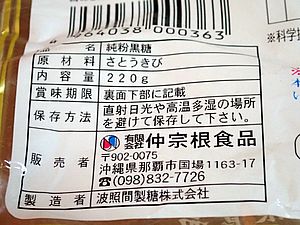 964038 000363
品名 純粉黒糖
原材料 さとうきび
内容量 220g
賞味期限 裏面下部に記載
保存方法 直射日光や高温多湿の場所
を避けて保存して下さい。
販売者 有限会社 仲宗根食品
〒902-0075
沖縄県那覇市国場1163-17
☎(098)832-7726
製造者 波照間製糖株式会社
※科学